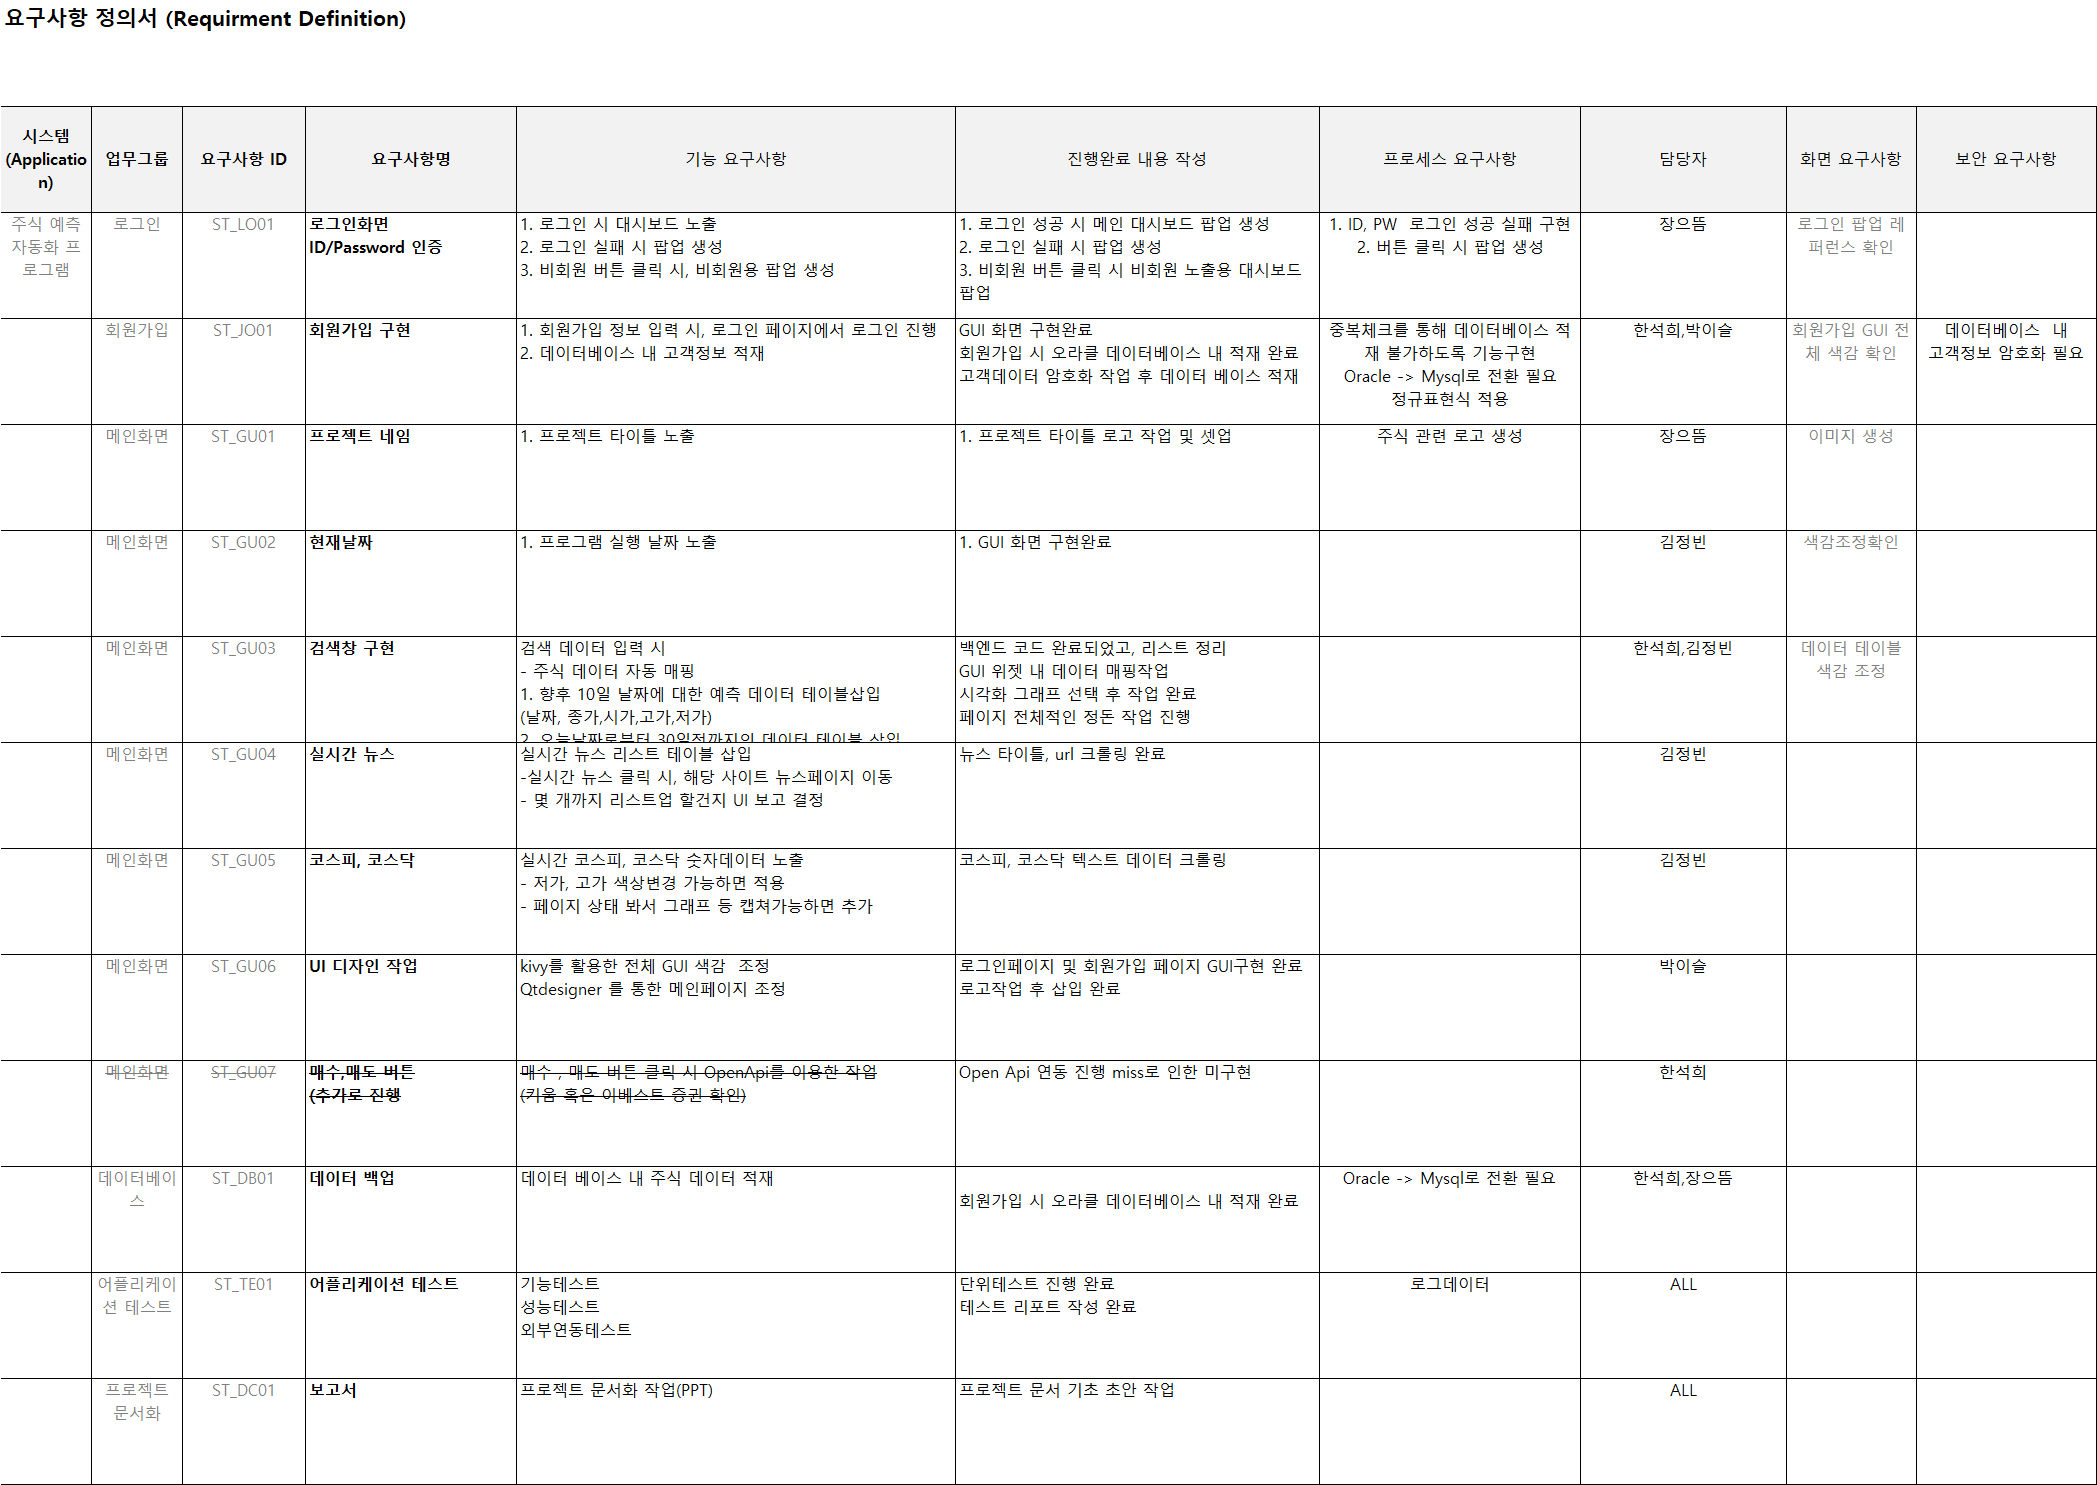 요구사항 정의서 (Requirment Definition)
시스템
(Applicatio
n)
업무그룹
요구사항 ID
요구사항명
기능 요구사항
진행완료 내용 작성
프로세스 요구사항
담당자
화면 요구사항
보안 요구사항
주식 예측
자동화 프
로그램
로그인
ST_LO01
로그인화면
ID/Password 인증
1. 로그인 시 대시보드 노출
2. 로그인 실패 시 팝업 생성
3. 비회원 버튼 클릭 시, 비회원용 팝업 생성
1. 로그인 성공 시 메인 대시보드 팝업 생성
2. 로그인 실패 시 팝업 생성
3. 비회원 버튼 클릭 시 비회원 노출용 대시보드
팝업
1. ID, PW  로그인 성공 실패 구현
2. 버튼 클릭 시 팝업 생성
장으뜸
로그인 팝업 레
퍼런스 확인
회원가입
ST_JO01
회원가입 구현
1. 회원가입 정보 입력 시, 로그인 페이지에서 로그인 진행
2. 데이터베이스 내 고객정보 적재
GUI 화면 구현완료
회원가입 시 오라클 데이터베이스 내 적재 완료
고객데이터 암호화 작업 후 데이터 베이스 적재
중복체크를 통해 데이터베이스 적
재 불가하도록 기능구현
Oracle -> Mysql로 전환 필요
정규표현식 적용
한석희,박이슬
회원가입 GUI 전
체 색감 확인
데이터베이스  내
고객정보 암호화 필요
메인화면
ST_GU01
프로젝트 네임
1. 프로젝트 타이틀 노출
1. 프로젝트 타이틀 로고 작업 및 셋업
주식 관련 로고 생성
장으뜸
이미지 생성
메인화면
ST_GU02
현재날짜
1. 프로그램 실행 날짜 노출
1. GUI 화면 구현완료
김정빈
색감조정확인
메인화면
ST_GU03
검색창 구현
검색 데이터 입력 시
- 주식 데이터 자동 매핑
1. 향후 10일 날짜에 대한 예측 데이터 테이블삽입
(날짜, 종가,시가,고가,저가)
2. 오늘날짜로부터 30일전까지의 데이터 테이블 삽입
백엔드 코드 완료되었고, 리스트 정리
GUI 위젯 내 데이터 매핑작업
시각화 그래프 선택 후 작업 완료
페이지 전체적인 정돈 작업 진행
한석희,김정빈
데이터 테이블
색감 조정
메인화면
ST_GU04
실시간 뉴스
실시간 뉴스 리스트 테이블 삽입
-실시간 뉴스 클릭 시, 해당 사이트 뉴스페이지 이동
- 몇 개까지 리스트업 할건지 UI 보고 결정
뉴스 타이틀, url 크롤링 완료
김정빈
메인화면
ST_GU05
코스피, 코스닥
실시간 코스피, 코스닥 숫자데이터 노출
- 저가, 고가 색상변경 가능하면 적용
- 페이지 상태 봐서 그래프 등 캡쳐가능하면 추가
코스피, 코스닥 텍스트 데이터 크롤링
김정빈
메인화면
ST_GU06
UI 디자인 작업
kivy를 활용한 전체 GUI 색감  조정
Qtdesigner 를 통한 메인페이지 조정
로그인페이지 및 회원가입 페이지 GUI구현 완료
로고작업 후 삽입 완료
박이슬
메인화면
ST_GU07
매수,매도 버튼
(추가로 진행
매수 , 매도 버튼 클릭 시 OpenApi를 이용한 작업
(키움 혹은 이베스트 증권 확인)
Open Api 연동 진행 miss로 인한 미구현
한석희
데이터베이
스
ST_DB01
데이터 백업
데이터 베이스 내 주식 데이터 적재
회원가입 시 오라클 데이터베이스 내 적재 완료
Oracle -> Mysql로 전환 필요
한석희,장으뜸
어플리케이
션 테스트
ST_TE01
어플리케이션 테스트
기능테스트
성능테스트
외부연동테스트
단위테스트 진행 완료
테스트 리포트 작성 완료
로그데이터
ALL
프로젝트
문서화
ST_DC01
보고서
프로젝트 문서화 작업(PPT)
프로젝트 문서 기초 초안 작업
ALL